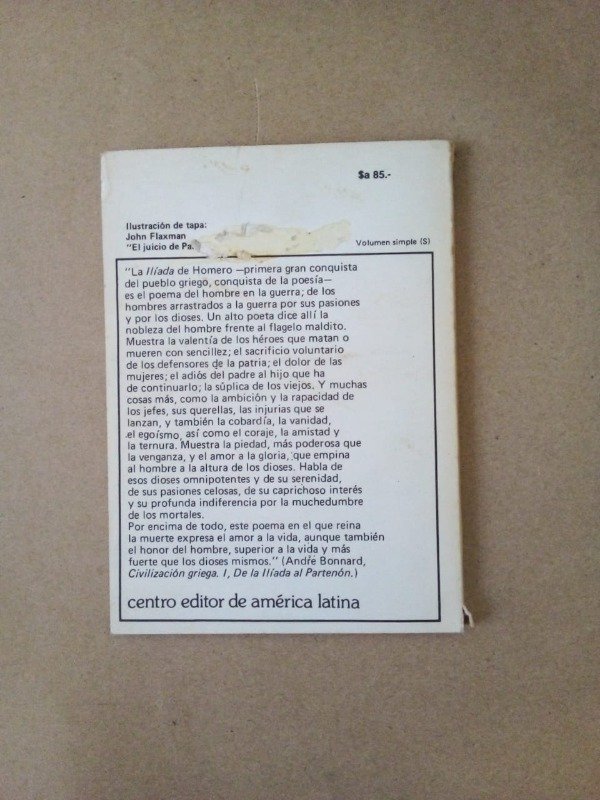 $a 85.-
Ilustración de tapa:
John Flaxman
"El juicio de
Volumen simple (S)
"La Ilíada de Homero —primera gran conquista
del pueblo griego, conquista de la poesía—
es el poema del hombre en la guerra; de los
hombres arrastrados a la guerra por sus pasiones
y por los dioses. Un alto poeta dice allí la
nobleza del hombre frente al flagelo maldito.
Muestra la valentía de los héroes que matan o
mueren con sencillez; el sacrificio voluntario
de los defensores de la patria; el dolor de las
mujeres; el adiós del padre al hijo que ha
de continuarlo; la súplica de los viejos. Y muchas
cosas más, como la ambición y la rapacidad de
los jefes, sus querellas, las injurias que se
lanzan, y también la cobardía, la vanidad,
el egoísmo, así como el coraje, la amistad y
la ternura. Muestra la piedad, más poderosa que
la venganza, y el amor a la gloria, que empina
al hombre a la altura de los dioses. Habla de
esos dioses omnipotentes y de su serenidad,
de sus pasiones celosas, de su caprichoso interés
y su profunda indiferencia por la muchedumbre
de los mortales.
Por encima de todo, este poema en el que reina
la muerte expresa el amor a la vida, aunque también
el honor del hombre, superior a la vida y más
fuerte que los dioses mismos." (André Bonnard,
Civilización griega. I, De la Ilíada al Partenón.)
centro editor de américa latina